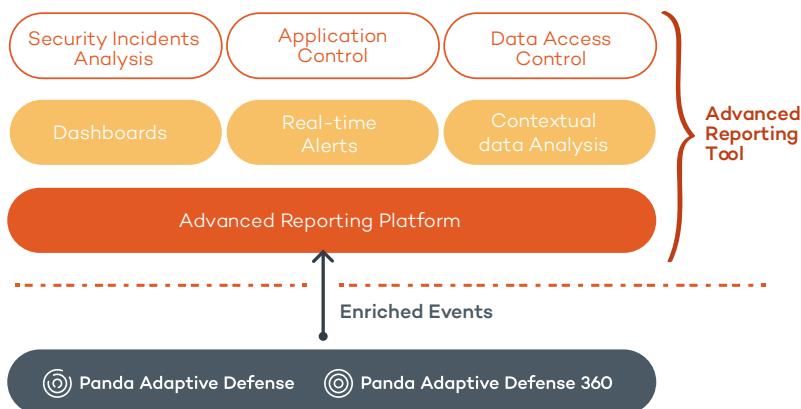 Security Incidents
Analysis
Application
Control
Data Access
Control
Dashboards
Real-time
Alerts
Contextual
data Analysis
Advanced
Reporting
Tool
Advanced Reporting Platform
Enriched Events
Panda Adaptive Defense
Panda Adaptive Defense 360